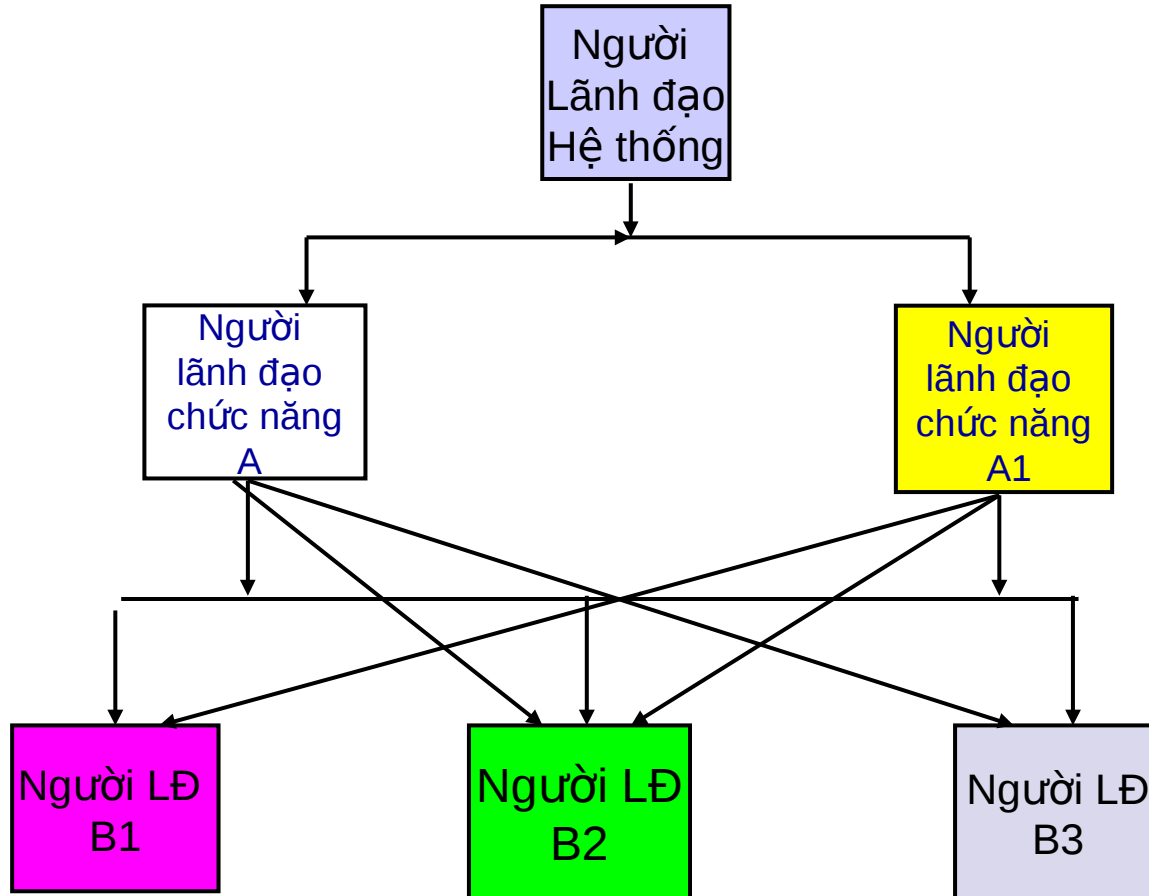 Người
Lãnh đạo
Hệ thống
Người
lãnh đạo
chức năng
A
Người
lãnh đạo
chức năng
A1
Người LĐ
B1
Người LĐ
B2
Người LĐ
B3